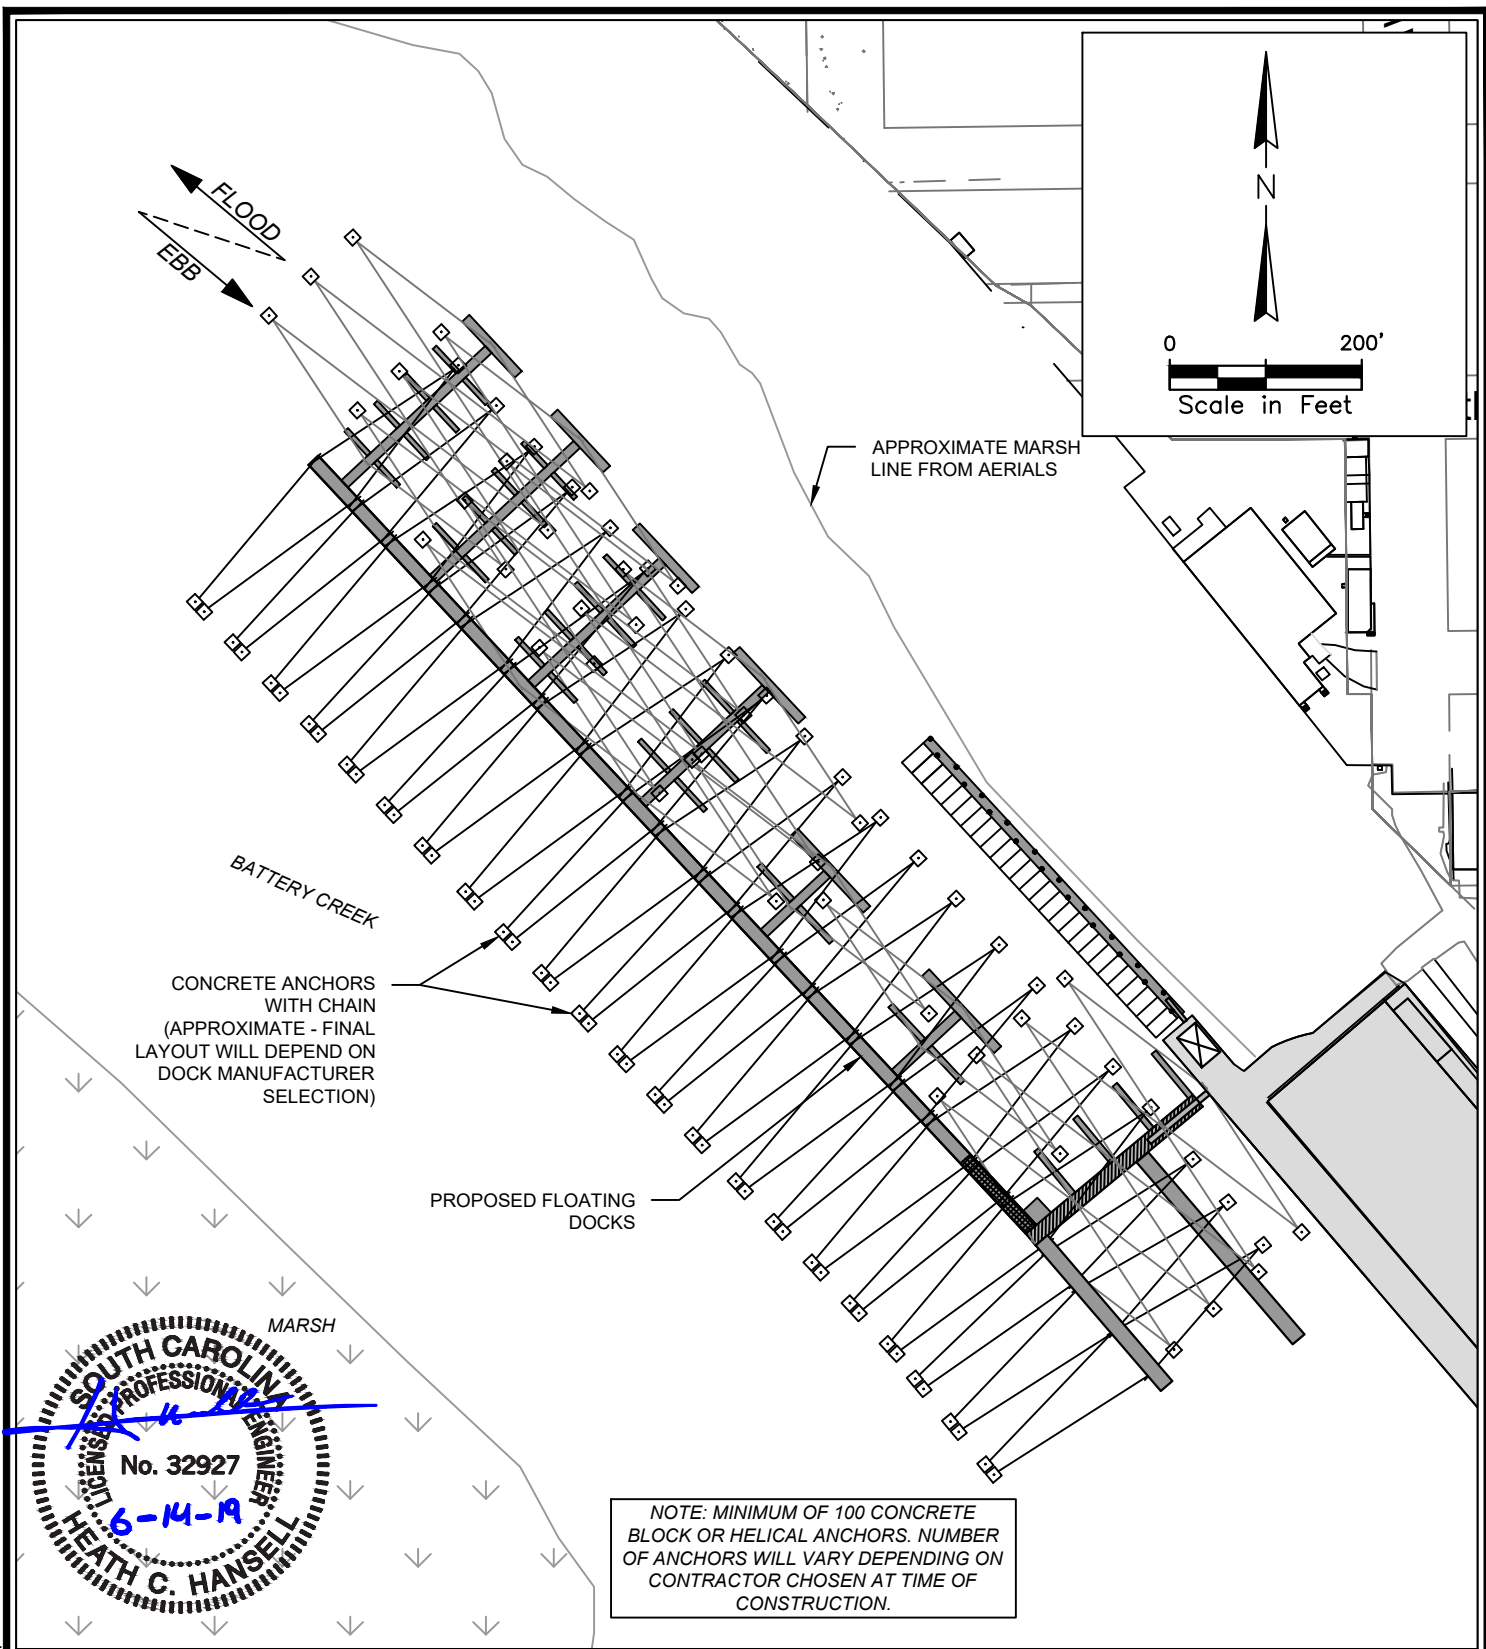 FLOOD
EBB
N
0 200'
Scale in Feet
APPROXIMATE MARSH
LINE FROM AERIALS
BATTERY CREEK
CONCRETE ANCHORS
WITH CHAIN
(APPROXIMATE - FINAL
LAYOUT WILL DEPEND ON
DOCK MANUFACTURER
SELECTION)
PROPOSED FLOATING
DOCKS
MARSH
SOUTH CAROLINA
LICENSED PROFESSIONAL ENGINEER
No. 32927
6-14-19
HEATH C. HANSELL
NOTE: MINIMUM OF 100 CONCRETE
BLOCK OR HELICAL ANCHORS. NUMBER
OF ANCHORS WILL VARY DEPENDING ON
CONTRACTOR CHOSEN AT TIME OF
CONSTRUCTION.